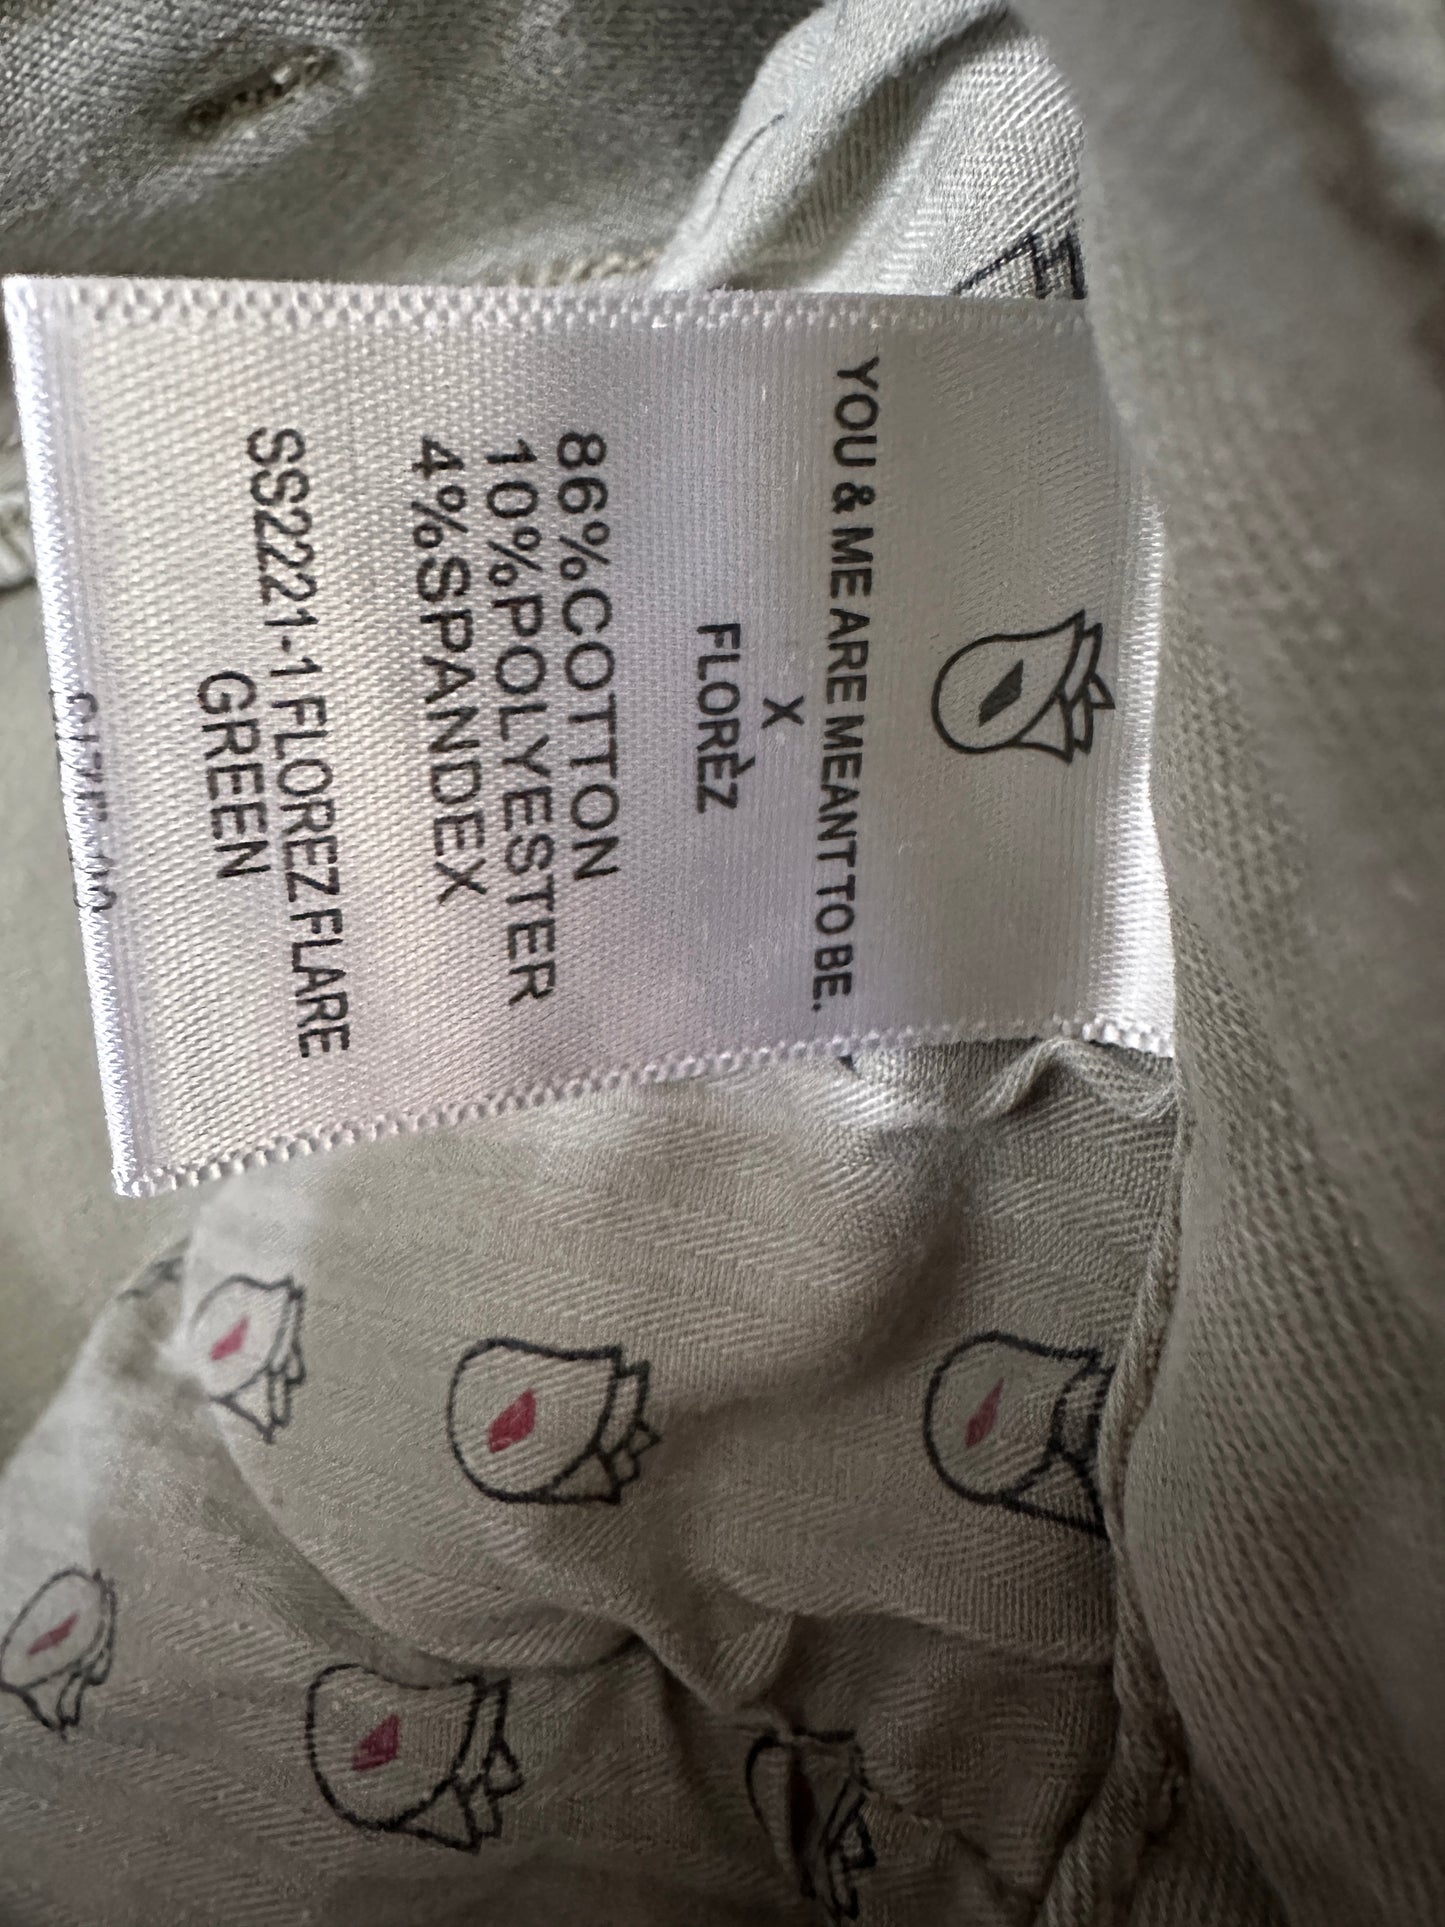 YOU & ME ARE MEANT TO BE.
X
FLORÈZ
86%COTTON
10%POLYESTER
4%SPANDEX
SS2221-1 FLOREZ FLARE
GREEN